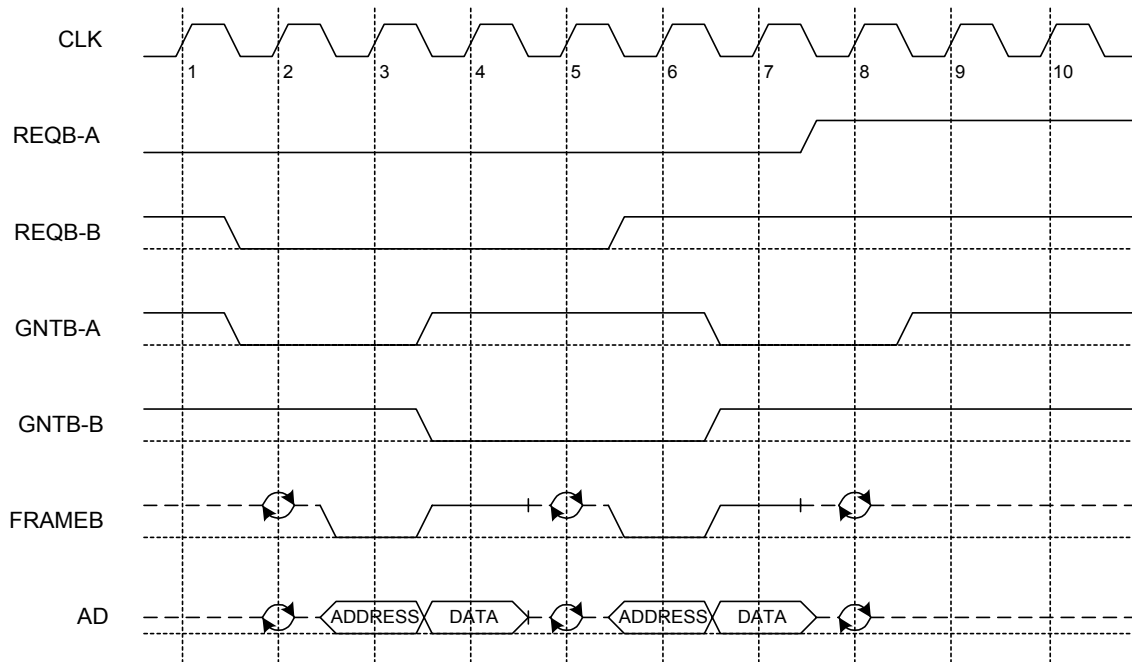 CLK
1 2 3 4 5 6 7 8 9 10
REQB-A
REQB-B
GNTB-A
GNTB-B
FRAMEB
AD ADDRESS DATA ADDRESS DATA